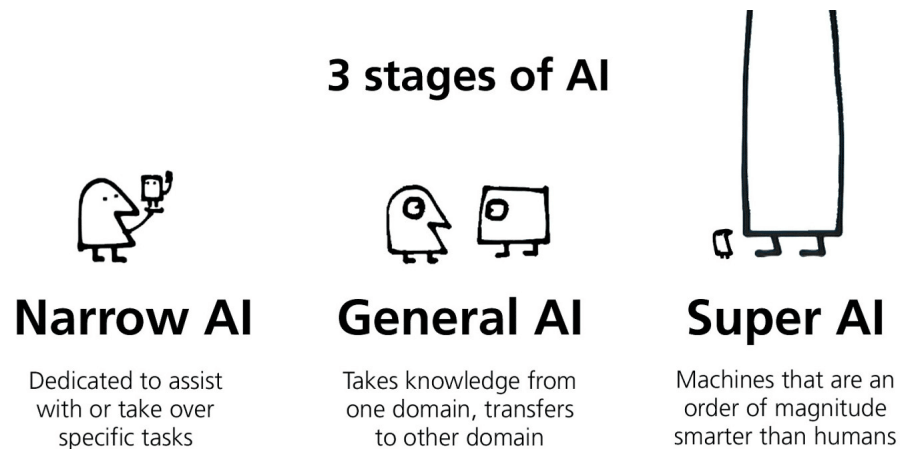 3 stages of AI
Narrow AI
Dedicated to assist
with or take over
specific tasks
General AI
Takes knowledge from
one domain, transfers
to other domain
Super AI
Machines that are an
order of magnitude
smarter than humans